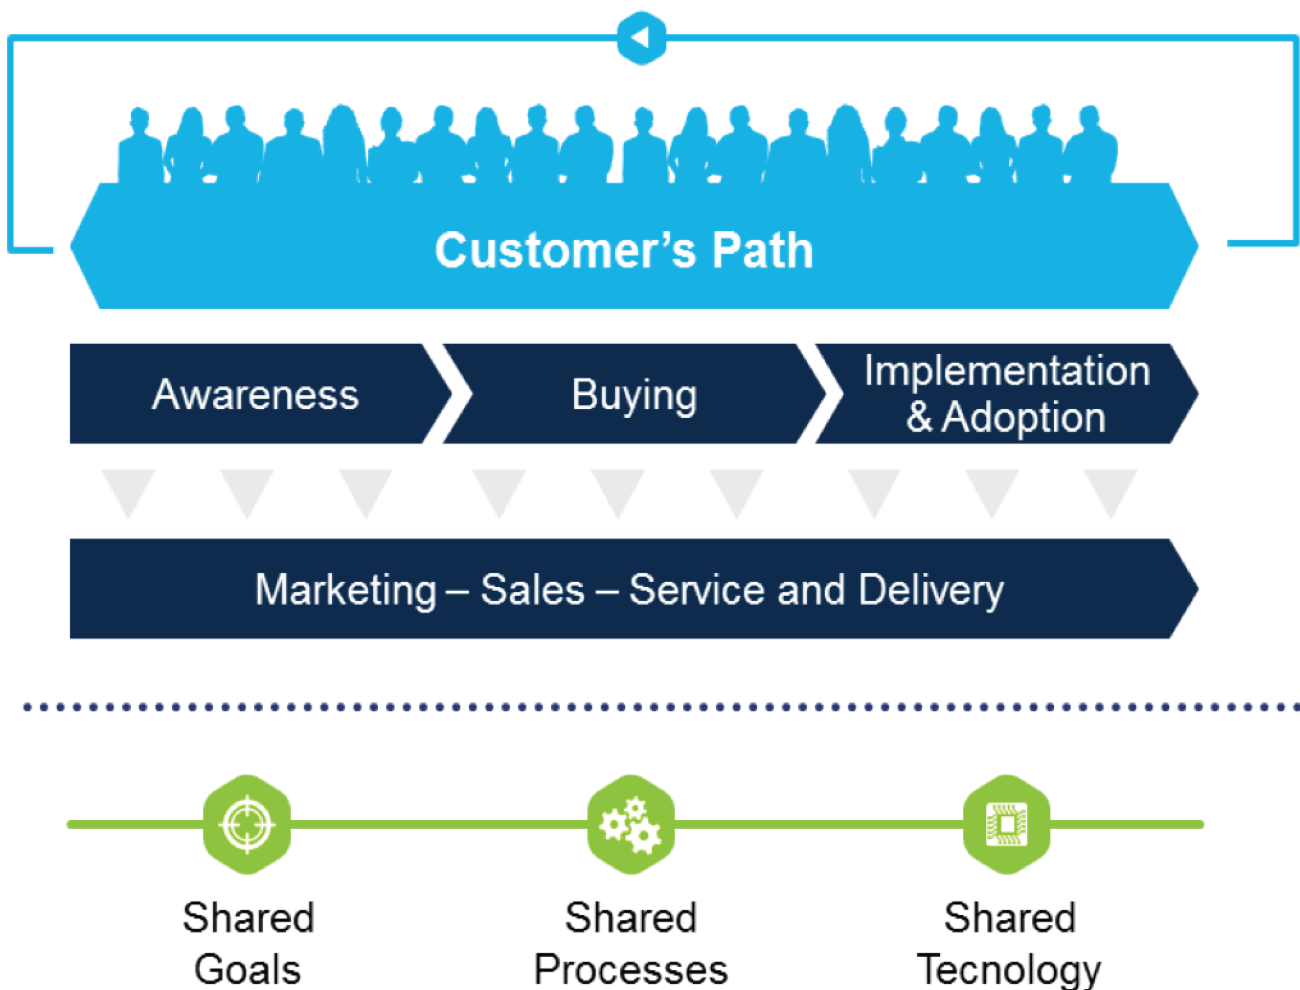 Customer’s Path
Awareness
Buying
Implementation
& Adoption
Marketing – Sales – Service and Delivery
Shared
Goals
Shared
Processes
Shared
Tecnology